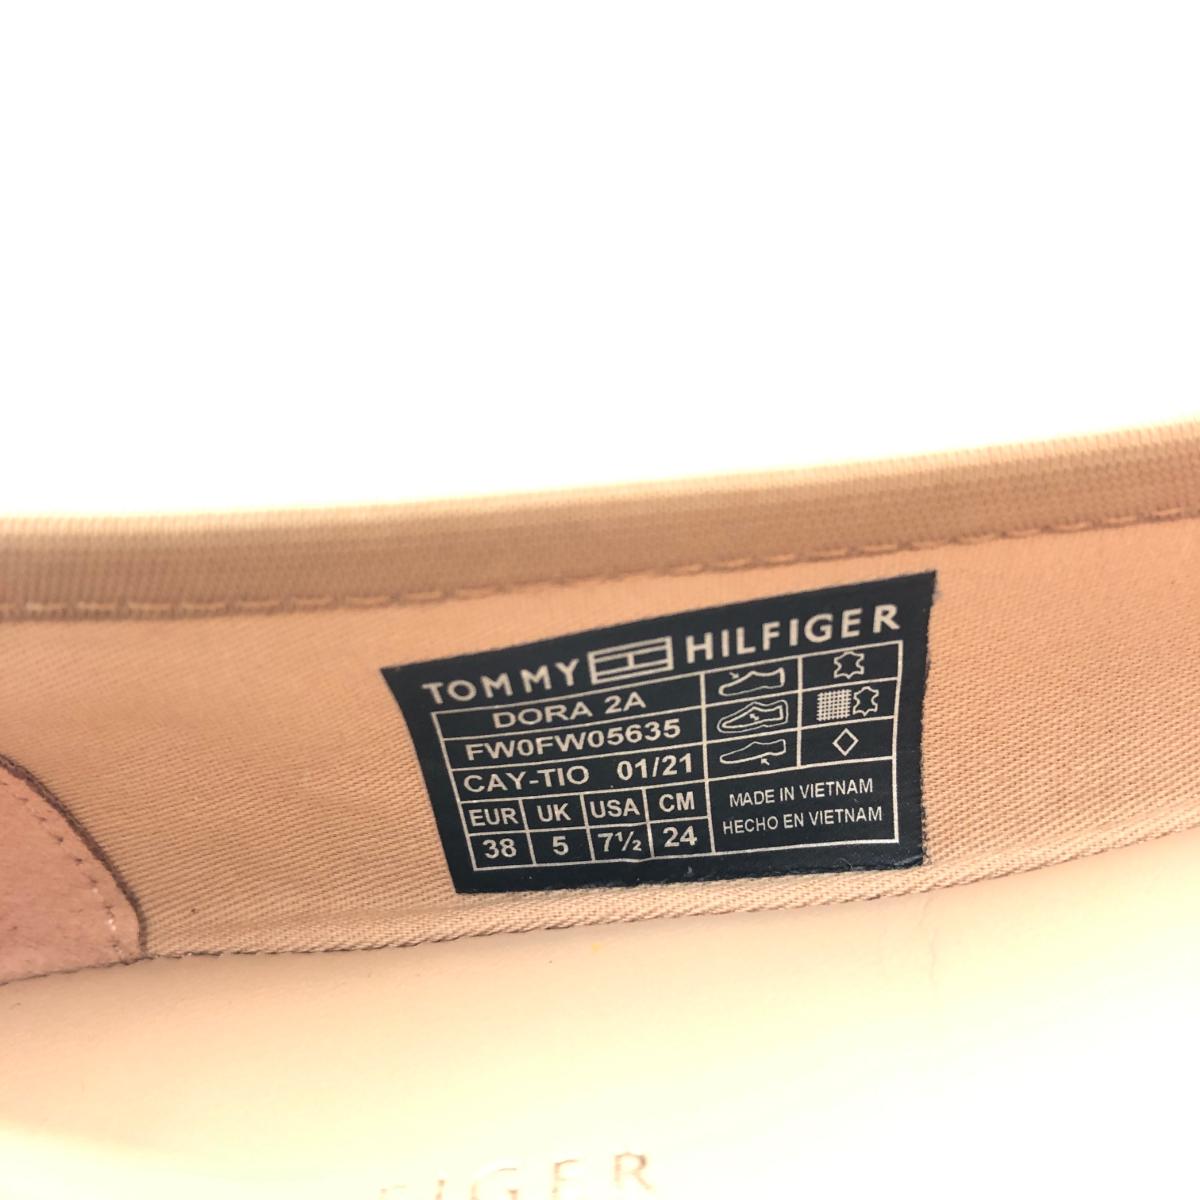 TOMMY HILFIGER
DORA 2A
FW0FW05635
CAY-TIO 01/21
EUR UK USA CM
38 5 7½ 24
MADE IN VIETNAM
HECHO EN VIETNAM
FIGER